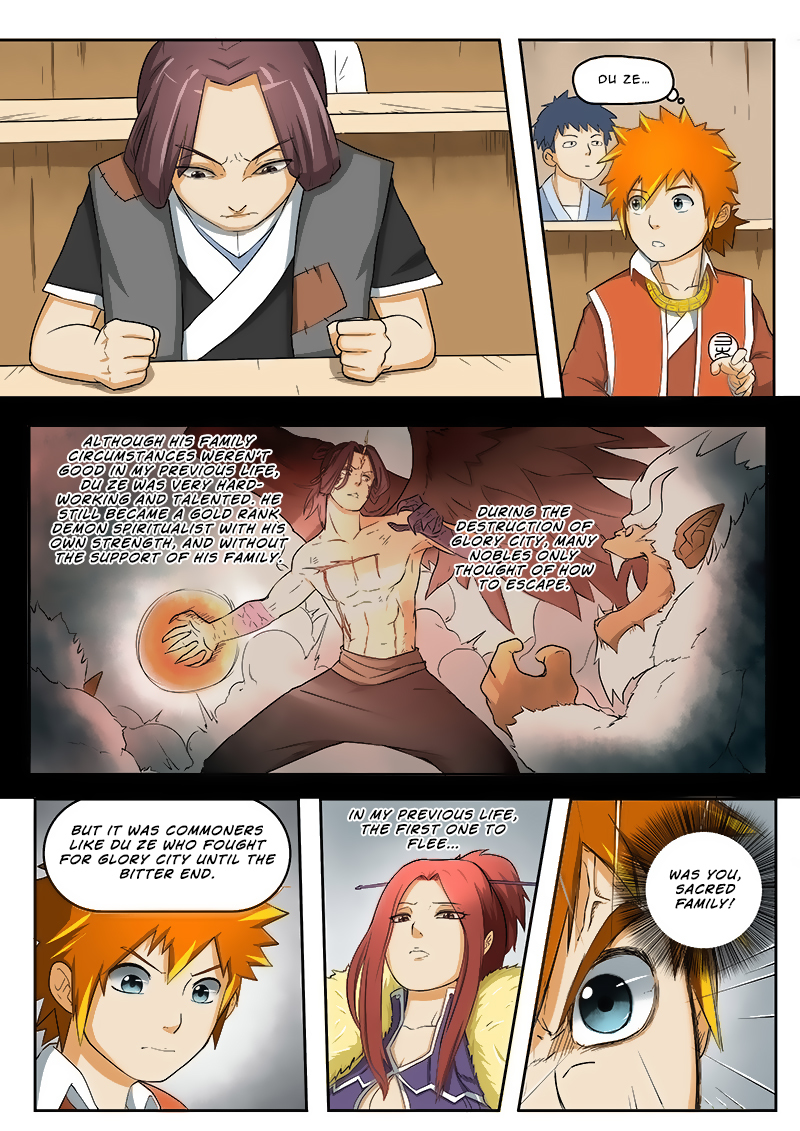 DU ZE...
ALTHOUGH HIS FAMILY
CIRCUMSTANCES WEREN'T
GOOD IN MY PREVIOUS LIFE,
DU ZE WAS VERY HARD-
WORKING AND TALENTED. HE
STILL BECAME A GOLD RANK
DEMON SPIRITUALIST WITH HIS
OWN STRENGTH, AND WITHOUT
THE SUPPORT OF HIS FAMILY.
DURING THE
DESTRUCTION OF
GLORY CITY, MANY
NOBLES ONLY
THOUGHT OF HOW
TO ESCAPE.
BUT IT WAS COMMONERS
LIKE DU ZE WHO FOUGHT
FOR GLORY CITY UNTIL THE
BITTER END.
IN MY PREVIOUS LIFE,
THE FIRST ONE TO
FLEE...
WAS YOU,
SACRED
FAMILY!